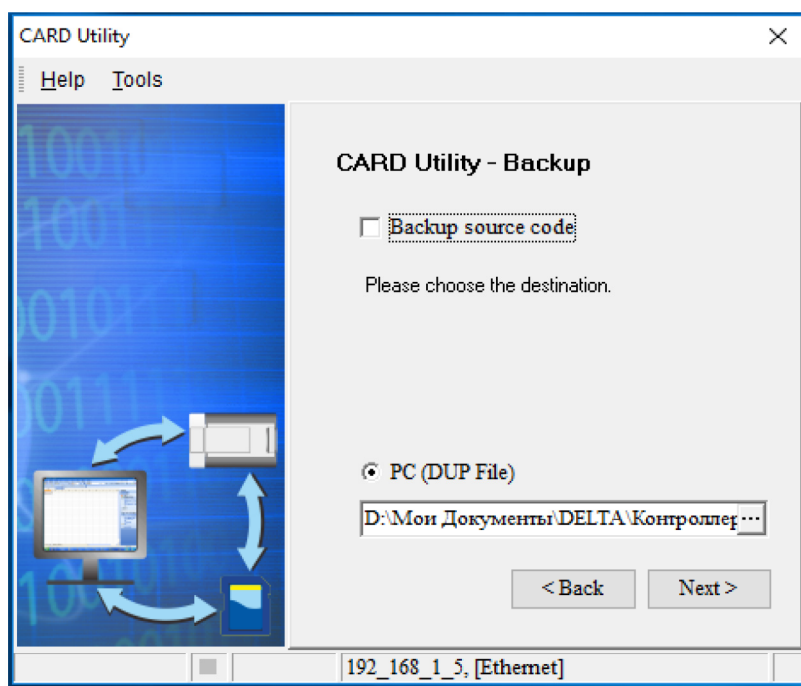 CARD Utility
Help Tools
CARD Utility - Backup
Backup source code
Please choose the destination.
PC (DUP File)
D:\Мои Документы\DELTA\Контроллер ...
< Back Next >
192_168_1_5, [Ethernet]